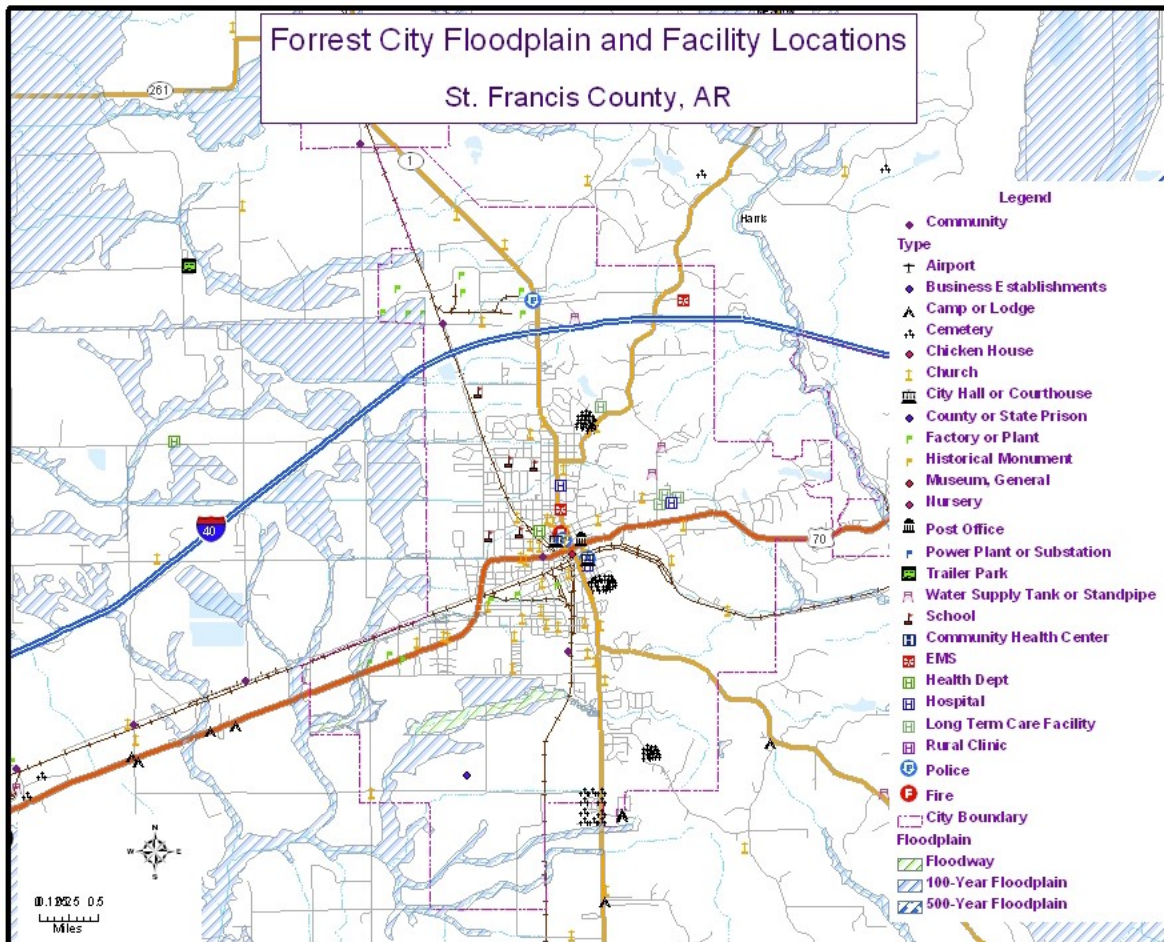 Forrest City Floodplain and Facility Locations
St. Francis County, AR
261
1
Harris
40
70
Legend
Community
Type
Airport
Business Establishments
Camp or Lodge
Cemetery
Chicken House
Church
City Hall or Courthouse
County or State Prison
Factory or Plant
Historical Monument
Museum, General
Nursery
Post Office
Power Plant or Substation
Trailer Park
Water Supply Tank or Standpipe
School
Community Health Center
EMS
Health Dept
Hospital
Long Term Care Facility
Rural Clinic
Police
Fire
City Boundary
Floodplain
Floodway
100-Year Floodplain
500-Year Floodplain
N
W E
S
0.5
Miles